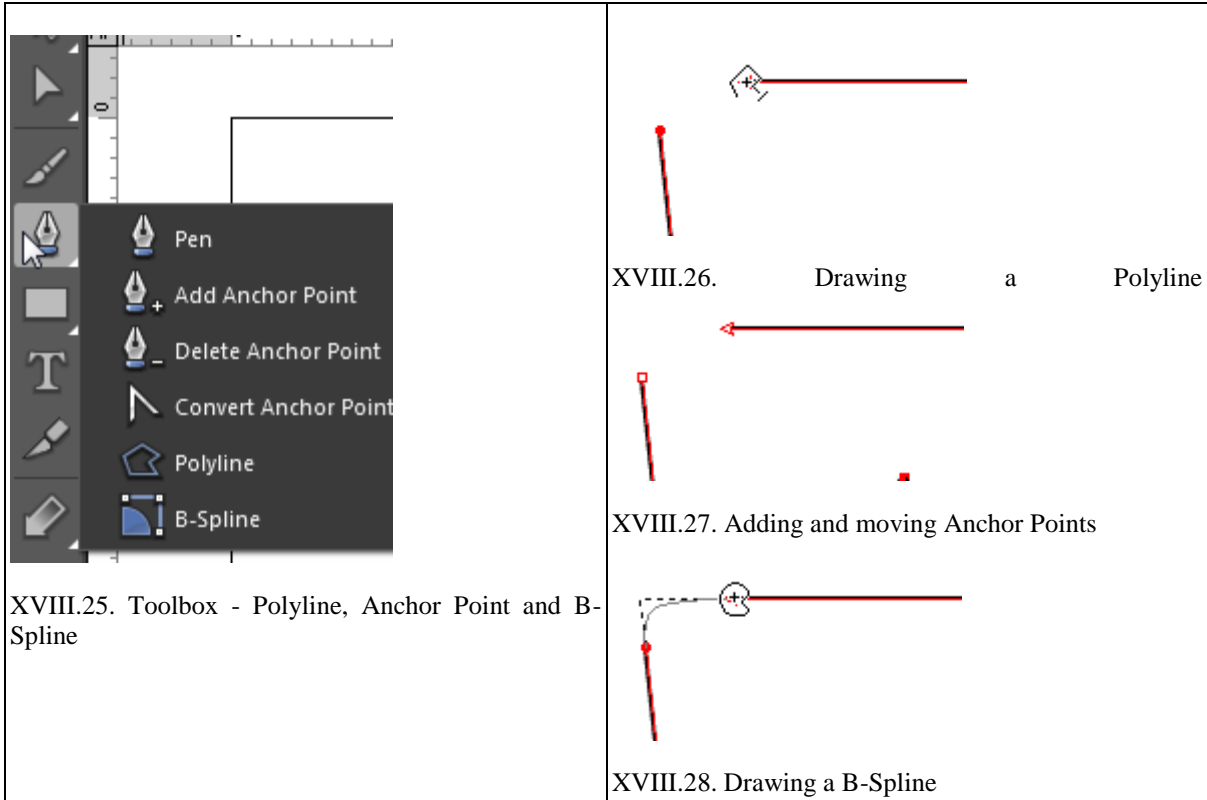 0
Pen
Add Anchor Point
Delete Anchor Point
Convert Anchor Point
Polyline
B-Spline
T
XVIII.25. Toolbox - Polyline, Anchor Point and B-
Spline
XVIII.26. Drawing a Polyline
XVIII.27. Adding and moving Anchor Points
XVIII.28. Drawing a B-Spline